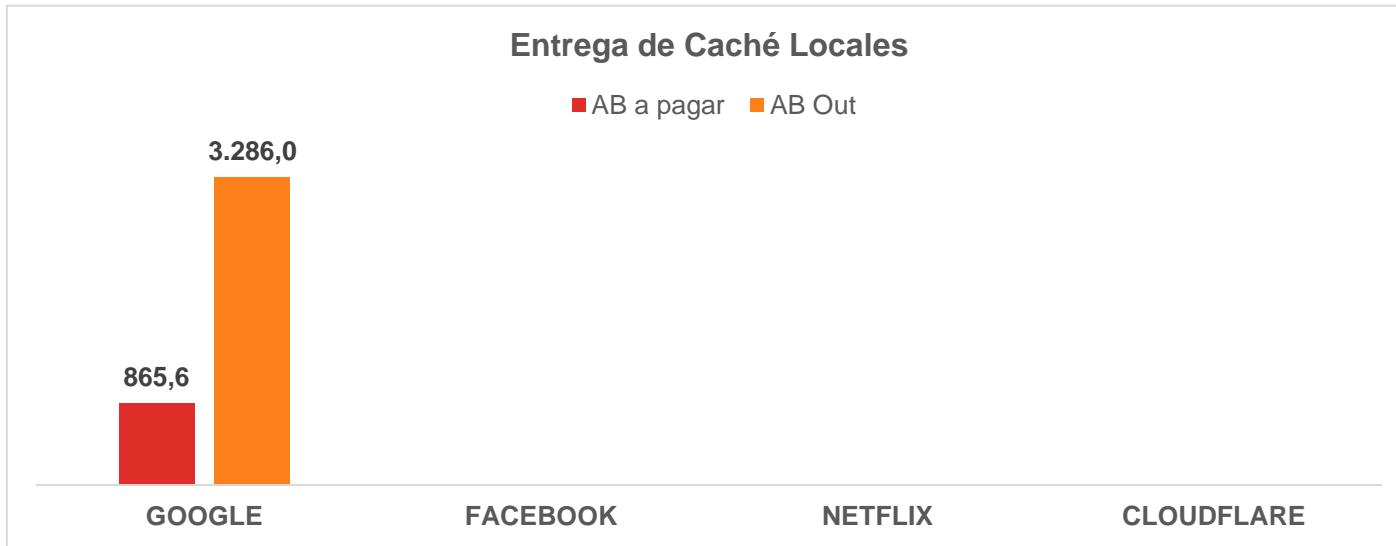 Entrega de Caché Locales
AB a pagar AB Out
3.286,0
865,6
GOOGLE FACEBOOK NETFLIX CLOUDFLARE